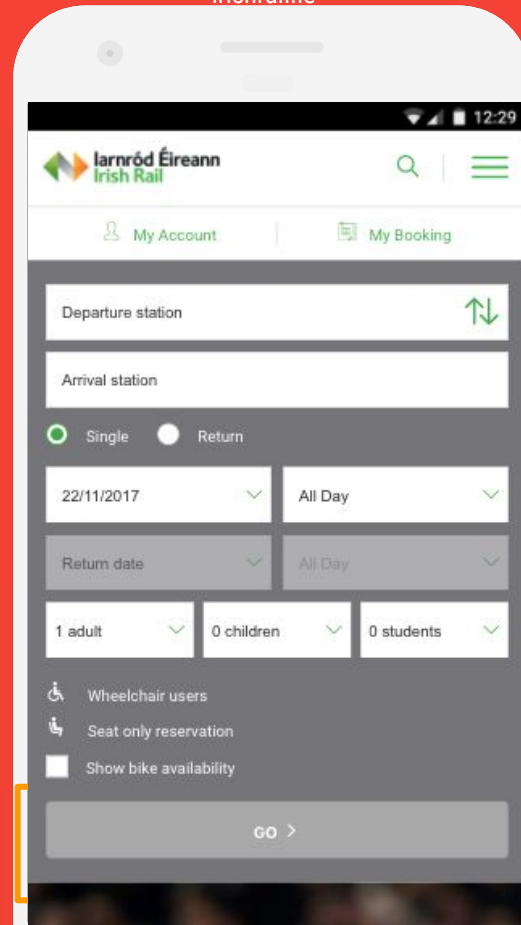 irishrail.ie
12:29
Iarnród Éireann
Irish Rail
My Account
My Booking
Departure station
Arrival station
Single
Return
22/11/2017
All Day
Return date
All Day
1 adult
0 children
0 students
Wheelchair users
Seat only reservation
Show bike availability
GO >